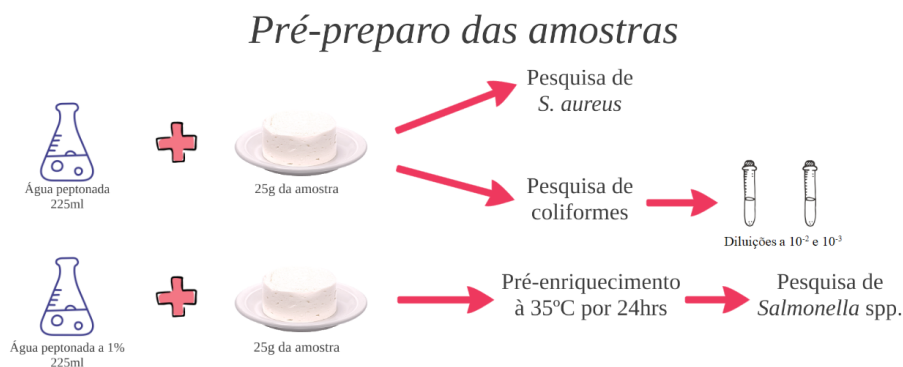 Pré-preparo das amostras
Pesquisa de
S. aureus
Água peptonada
225ml
25g da amostra
Pesquisa de
coliformes
Diluições a 10⁻² e 10⁻³
Pré-enriquecimento
à 35ºC por 24hrs
Pesquisa de
Salmonella spp.
Água peptonada a 1%
225ml
25g da amostra